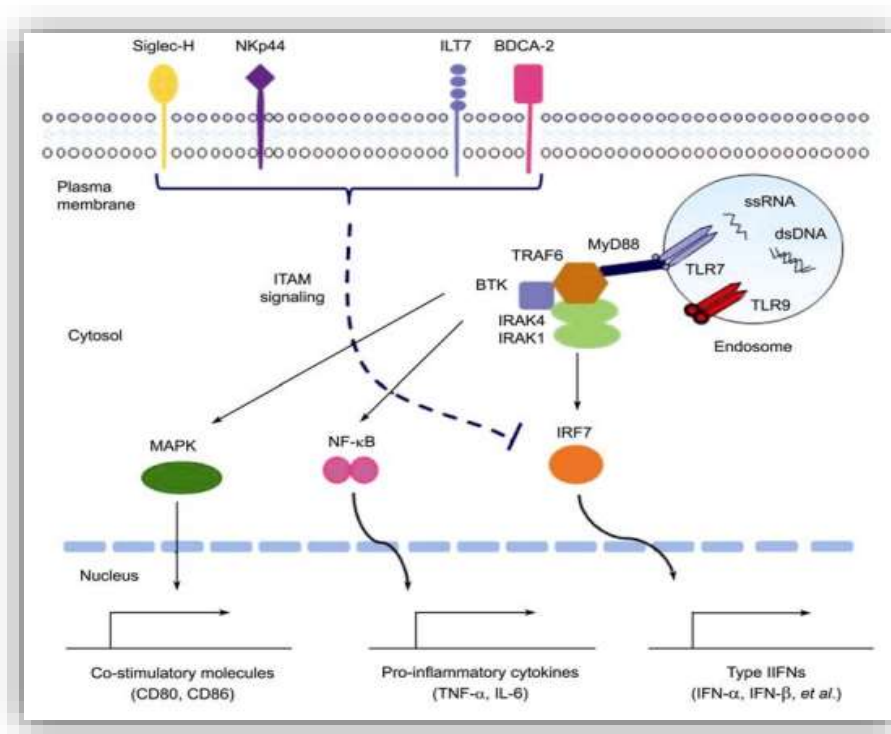 Siglec-H NKp44 ILT7 BDCA-2
Plasma
membrane
ssRNA
dsDNA
MyD88
TRAF6
TLR7
BTK
TLR9
ITAM
signaling
IRAK4
IRAK1
Cytosol
Endosome
MAPK
NF-κB
IRF7
Nucleus
Co-stimulatory molecules
(CD80, CD86)
Pro-inflammatory cytokines
(TNF-α, IL-6)
Type IIFNs
(IFN-α, IFN-β, et al.)